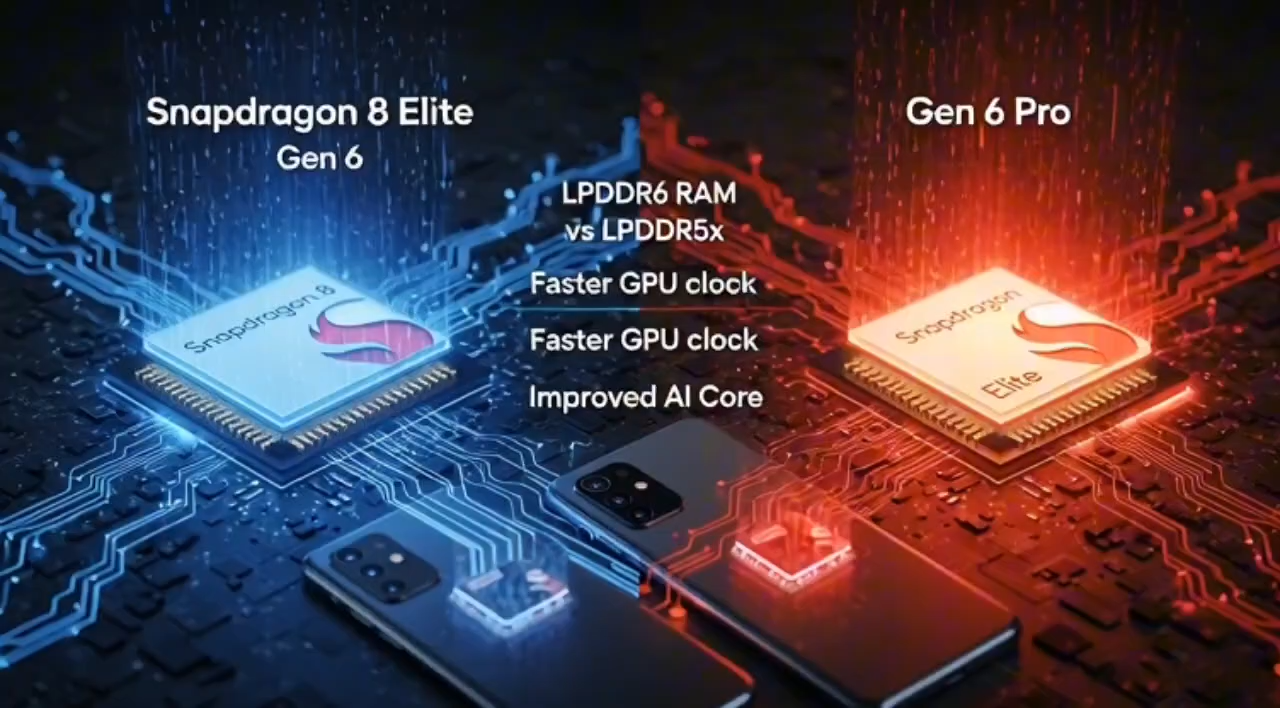 Snapdragon 8 Elite
Gen 6
Gen 6 Pro
LPDDR6 RAM
vs LPDDR5x
Faster GPU clock
Faster GPU clock
Improved AI Core
Snapdragon 8
Snapdragon
Elite